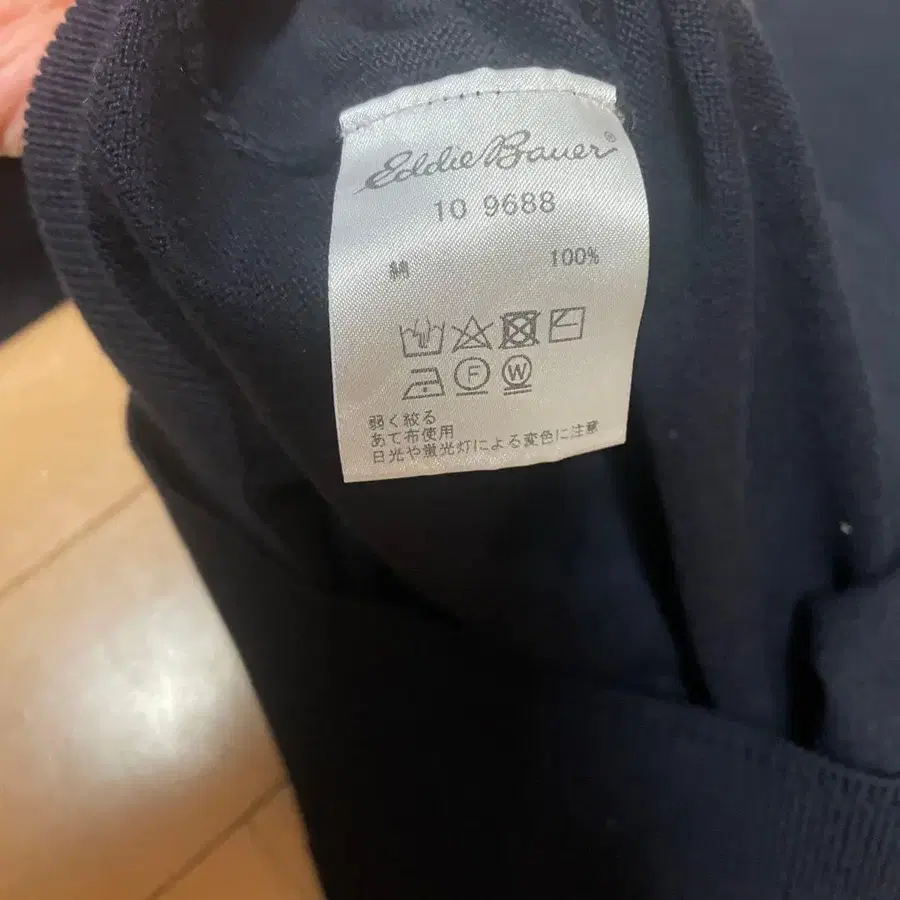 Eddie Bauer®
10 9688
綿 100%
F W
弱く絞る
あて布使用
日光や蛍光灯による変色に注意